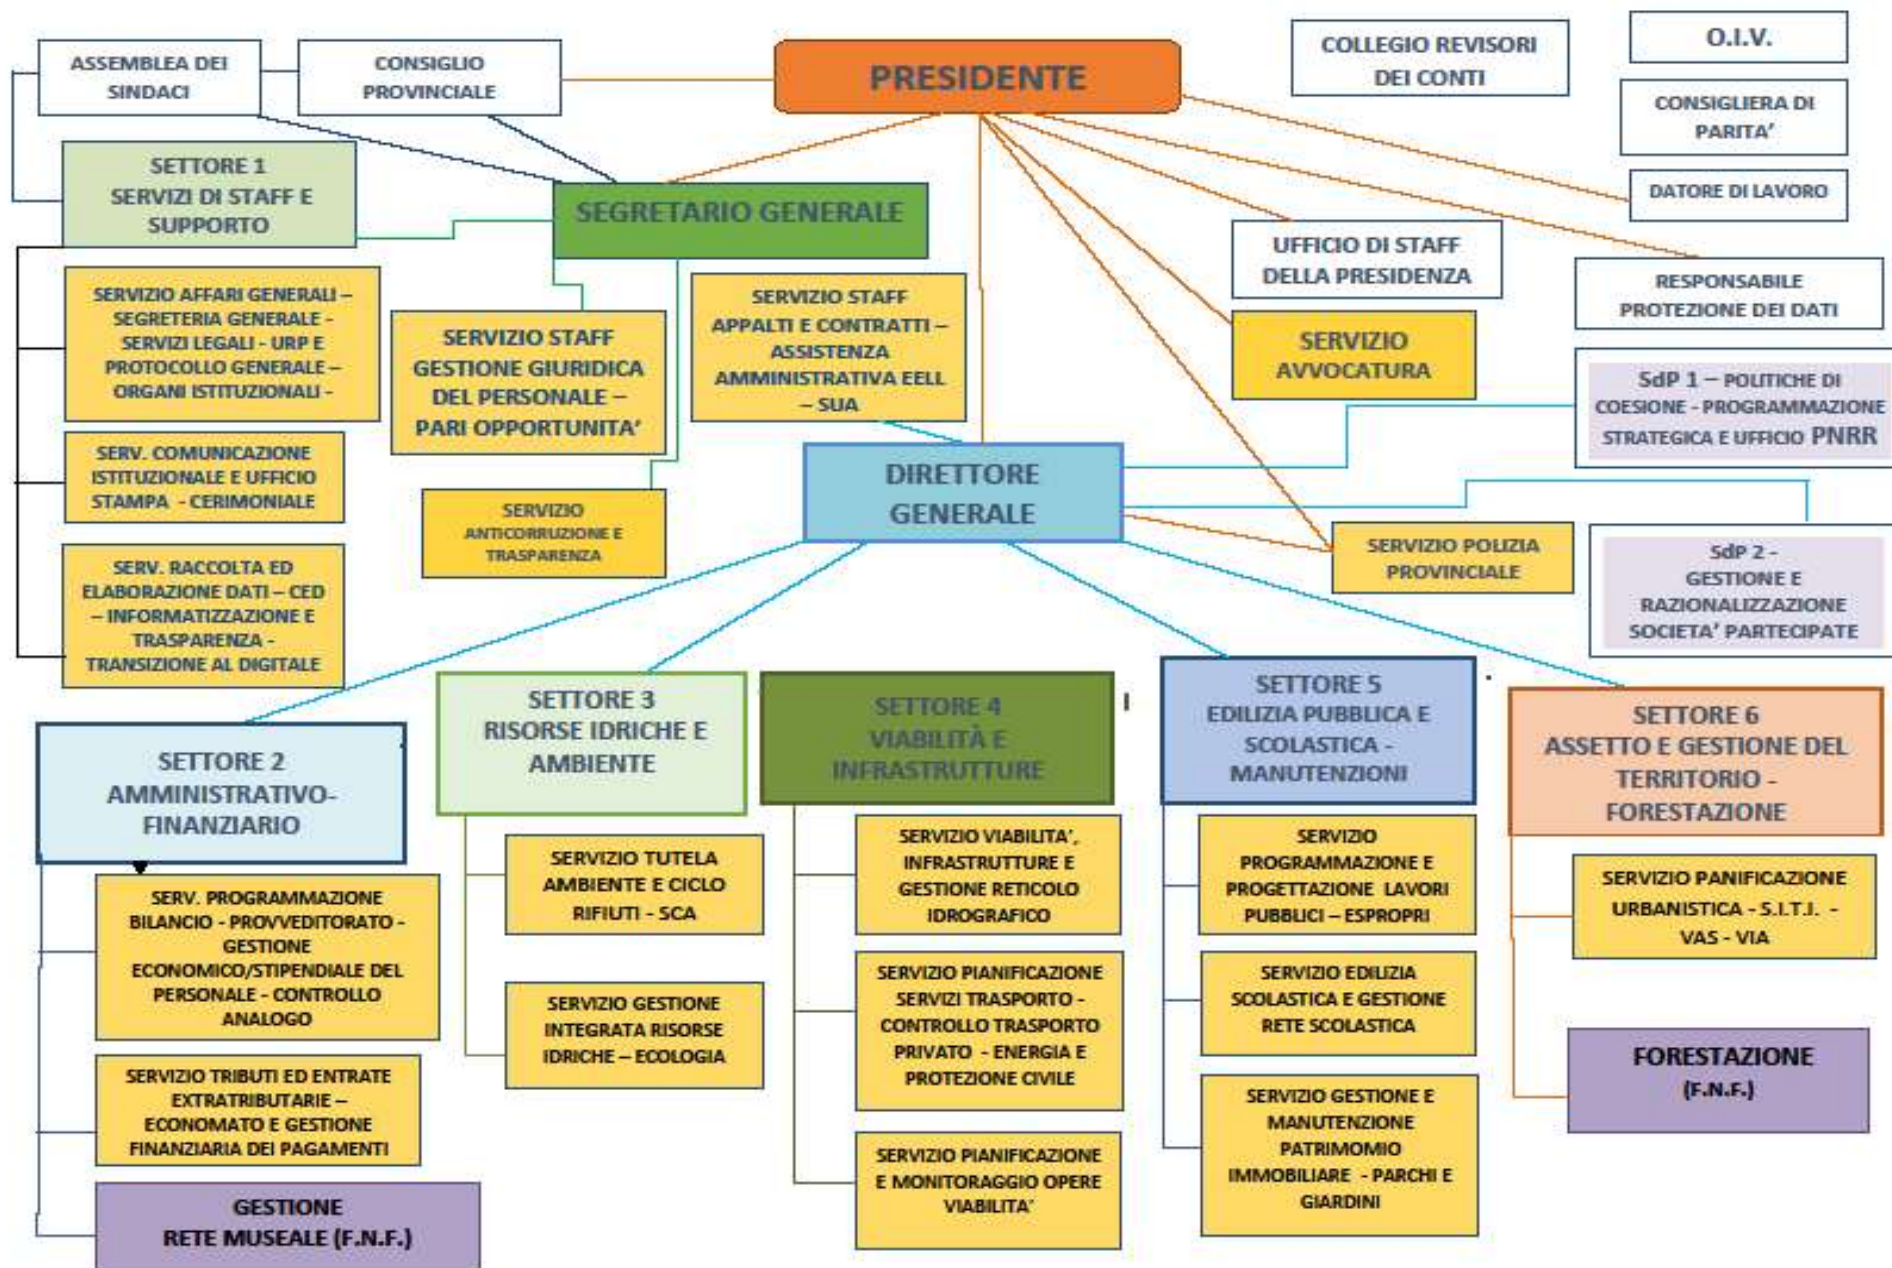 ASSEMBLEA DEI
SINDACI
CONSIGLIO
PROVINCIALE
PRESIDENTE
COLLEGIO REVISORI
DEI CONTI
O.I.V.
CONSIGLIERA DI
PARITA’
DATORE DI LAVORO
SETTORE 1
SERVIZI DI STAFF E
SUPPORTO
SEGRETARIO GENERALE
UFFICIO DI STAFF
DELLA PRESIDENZA
RESPONSABILE
PROTEZIONE DEI DATI
SERVIZIO AFFARI GENERALI –
SEGRETERIA GENERALE -
SERVIZI LEGALI - URP E
PROTOCOLLO GENERALE –
ORGANI ISTITUZIONALI -
SERVIZIO STAFF
GESTIONE GIURIDICA
DEL PERSONALE –
PARI OPPORTUNITA’
SERVIZIO STAFF
APPALTI E CONTRATTI –
ASSISTENZA
AMMINISTRATIVA EELL
– SUA
SERVIZIO
AVVOCATURA
SdP 1 – POLITICHE DI
COESIONE - PROGRAMMAZIONE
STRATEGICA E UFFICIO PNRR
SERV. COMUNICAZIONE
ISTITUZIONALE E UFFICIO
STAMPA - CERIMONIALE
SERVIZIO
ANTICORRUZIONE E
TRASPARENZA
DIRETTORE
GENERALE
SERVIZIO POLIZIA
PROVINCIALE
SdP 2 -
GESTIONE E
RAZIONALIZZAZIONE
SOCIETA’ PARTECIPATE
SERV. RACCOLTA ED
ELABORAZIONE DATI – CED
– INFORMATIZZAZIONE E
TRASPARENZA -
TRANSIZIONE AL DIGITALE
SETTORE 2
AMMINISTRATIVO-
FINANZIARIO
SETTORE 3
RISORSE IDRICHE E
AMBIENTE
SETTORE 4
VIABILITÀ E
INFRASTRUTTURE
SETTORE 5
EDILIZIA PUBBLICA E
SCOLASTICA -
MANUTENZIONI
SETTORE 6
ASSETTO E GESTIONE DEL
TERRITORIO -
FORESTAZIONE
SERV. PROGRAMMAZIONE
BILANCIO - PROVVEDITORATO -
GESTIONE
ECONOMICO/STIPENDIALE DEL
PERSONALE - CONTROLLO
ANALOGO
SERVIZIO TRIBUTI ED ENTRATE
EXTRATRIBUTARIE –
ECONOMATO E GESTIONE
FINANZIARIA DEI PAGAMENTI
GESTIONE
RETE MUSEALE (F.N.F.)
SERVIZIO TUTELA
AMBIENTE E CICLO
RIFIUTI - SCA
SERVIZIO GESTIONE
INTEGRATA RISORSE
IDRICHE – ECOLOGIA
SERVIZIO VIABILITA’,
INFRASTRUTTURE E
GESTIONE RETICOLO
IDROGRAFICO
SERVIZIO PIANIFICAZIONE
SERVIZI TRASPORTO -
CONTROLLO TRASPORTO
PRIVATO - ENERGIA E
PROTEZIONE CIVILE
SERVIZIO PIANIFICAZIONE
E MONITORAGGIO OPERE
VIABILITA’
SERVIZIO
PROGRAMMAZIONE E
PROGETTAZIONE LAVORI
PUBBLICI – ESPROPRI
SERVIZIO EDILIZIA
SCOLASTICA E GESTIONE
RETE SCOLASTICA
SERVIZIO GESTIONE E
MANUTENZIONE
PATRIMOMIO
IMMOBILIARE - PARCHI E
GIARDINI
SERVIZIO PANIFICAZIONE
URBANISTICA - S.I.T.I. -
VAS - VIA
FORESTAZIONE
(F.N.F.)